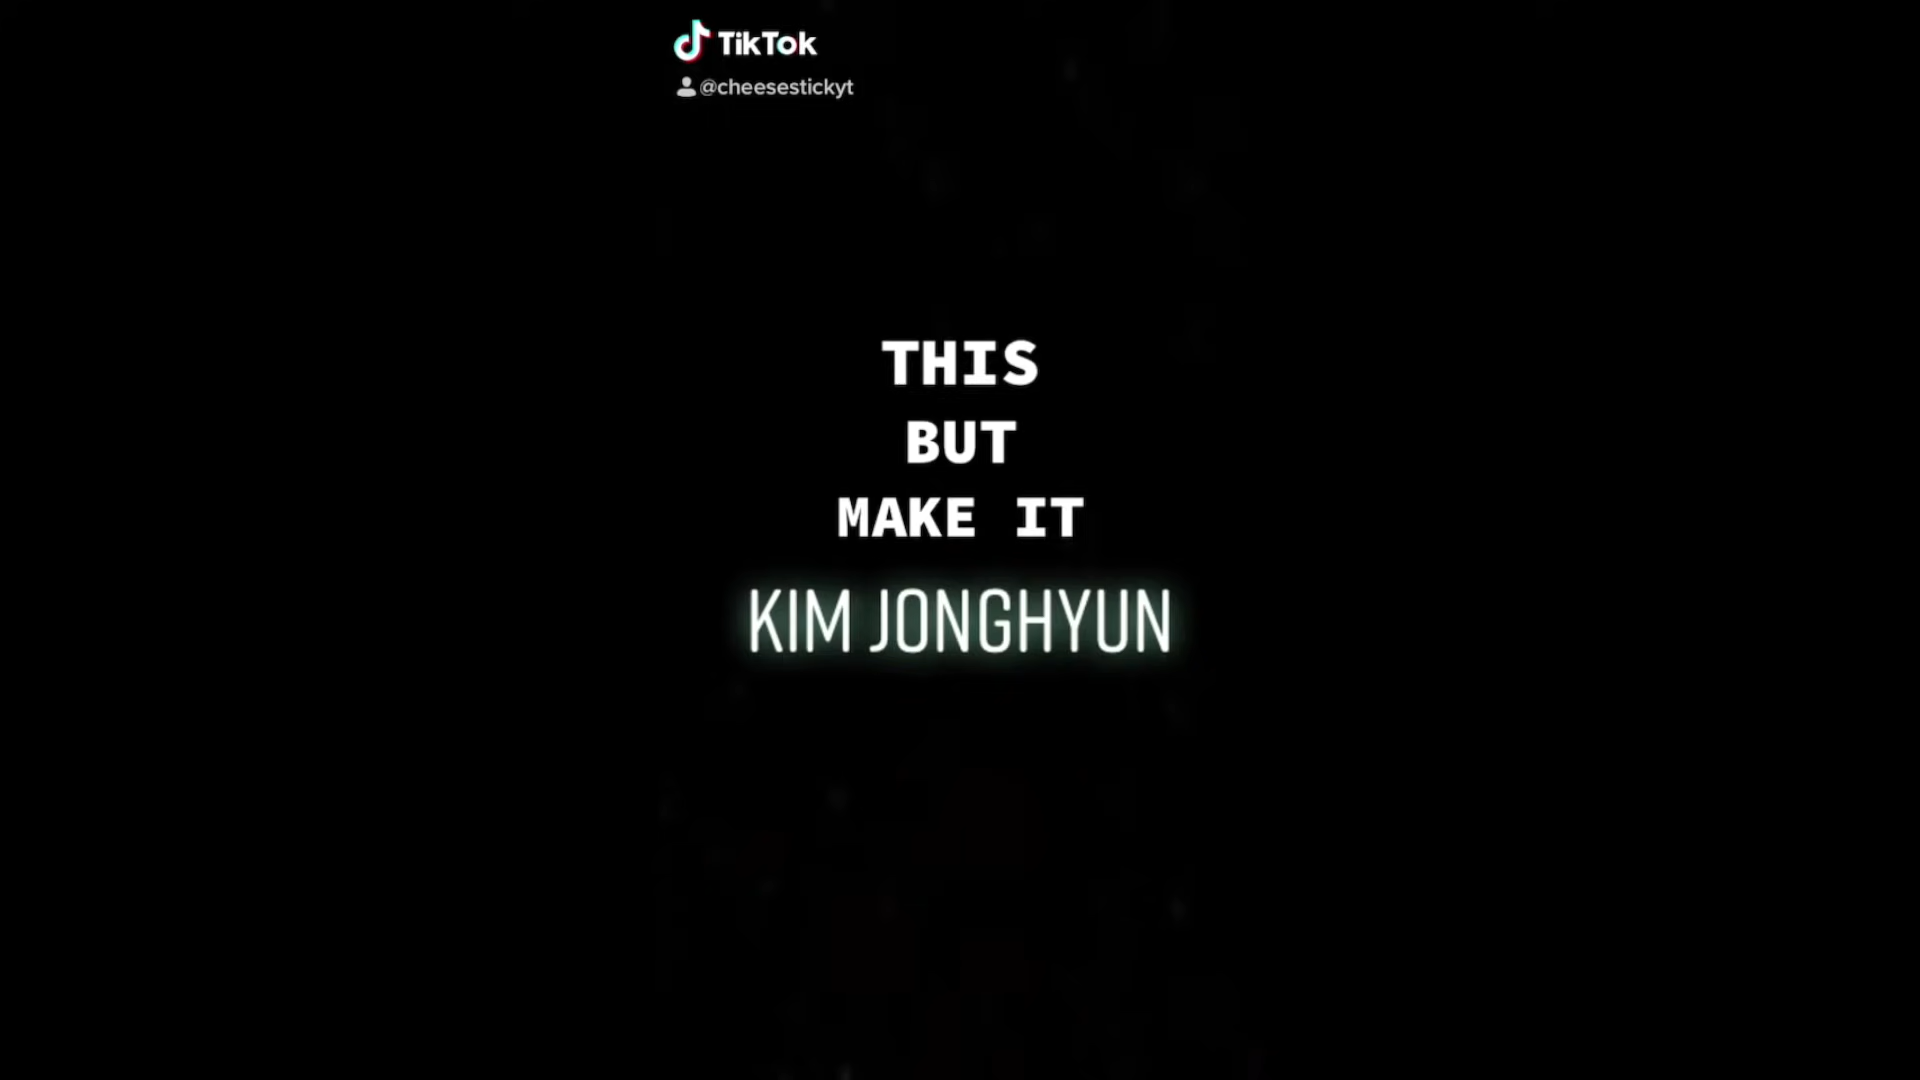 TikTok
@cheesestickyt
THIS
BUT
MAKE IT
KIM JONGHYUN